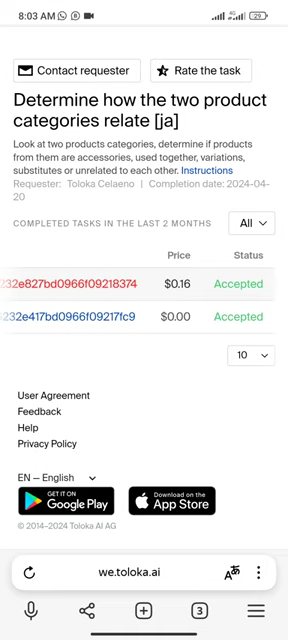 8:03 AM
4G
29
Contact requester
Rate the task
Determine how the two product
categories relate [ja]
Look at two products categories, determine if products
from them are accessories, used together, variations,
substitutes or unrelated to each other. Instructions
Requester: Toloka Celaeno | Completion date: 2024-04-
20
COMPLETED TASKS IN THE LAST 2 MONTHS
All
Price
Status
232e827bd0966f09218374
$0.16
Accepted
232e417bd0966f09217fc9
$0.00
Accepted
10
User Agreement
Feedback
Help
Privacy Policy
EN — English
GET IT ON
Google Play
Download on the
App Store
© 2014–2024 Toloka AI AG
we.toloka.ai
3